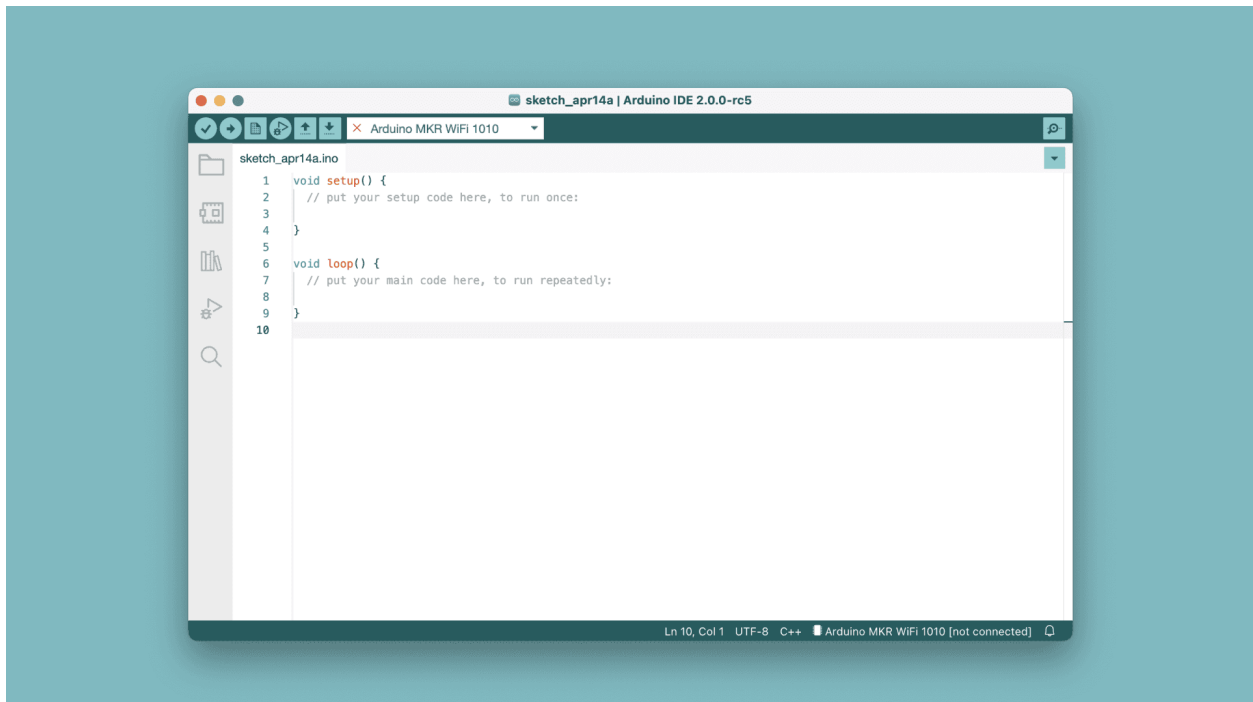 sketch_apr14a | Arduino IDE 2.0.0-rc5
Arduino MKR WiFi 1010
sketch_apr14a.ino
1 void setup() {
2 // put your setup code here, to run once:
3
4 }
5
6 void loop() {
7 // put your main code here, to run repeatedly:
8
9 }
10
Ln 10, Col 1 UTF-8 C++ Arduino MKR WiFi 1010 [not connected]